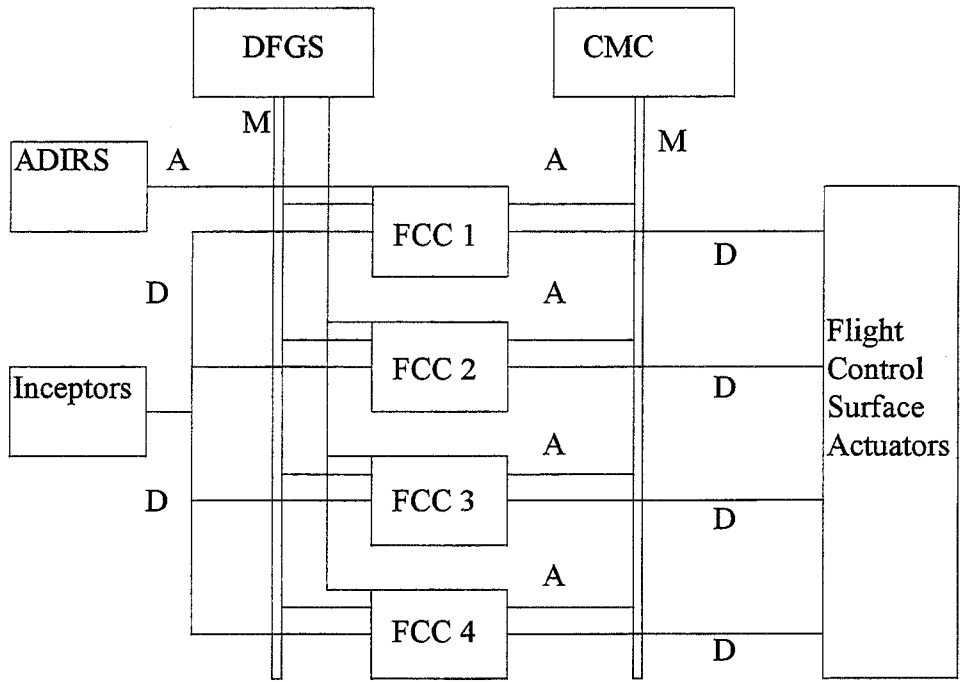 DFGS
CMC
M
M
ADIRS
A
A
FCC 1
D
D
A
Flight
Control
Surface
Actuators
FCC 2
Inceptors
D
A
D
FCC 3
D
A
FCC 4
D